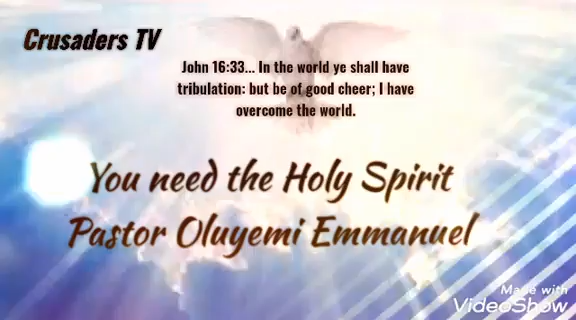 Crusaders TV
John 16:33... In the world ye shall have
tribulation: but be of good cheer; I have
overcome the world.
You need the Holy Spirit
Pastor Oluyemi Emmanuel
Made with
VideoShow